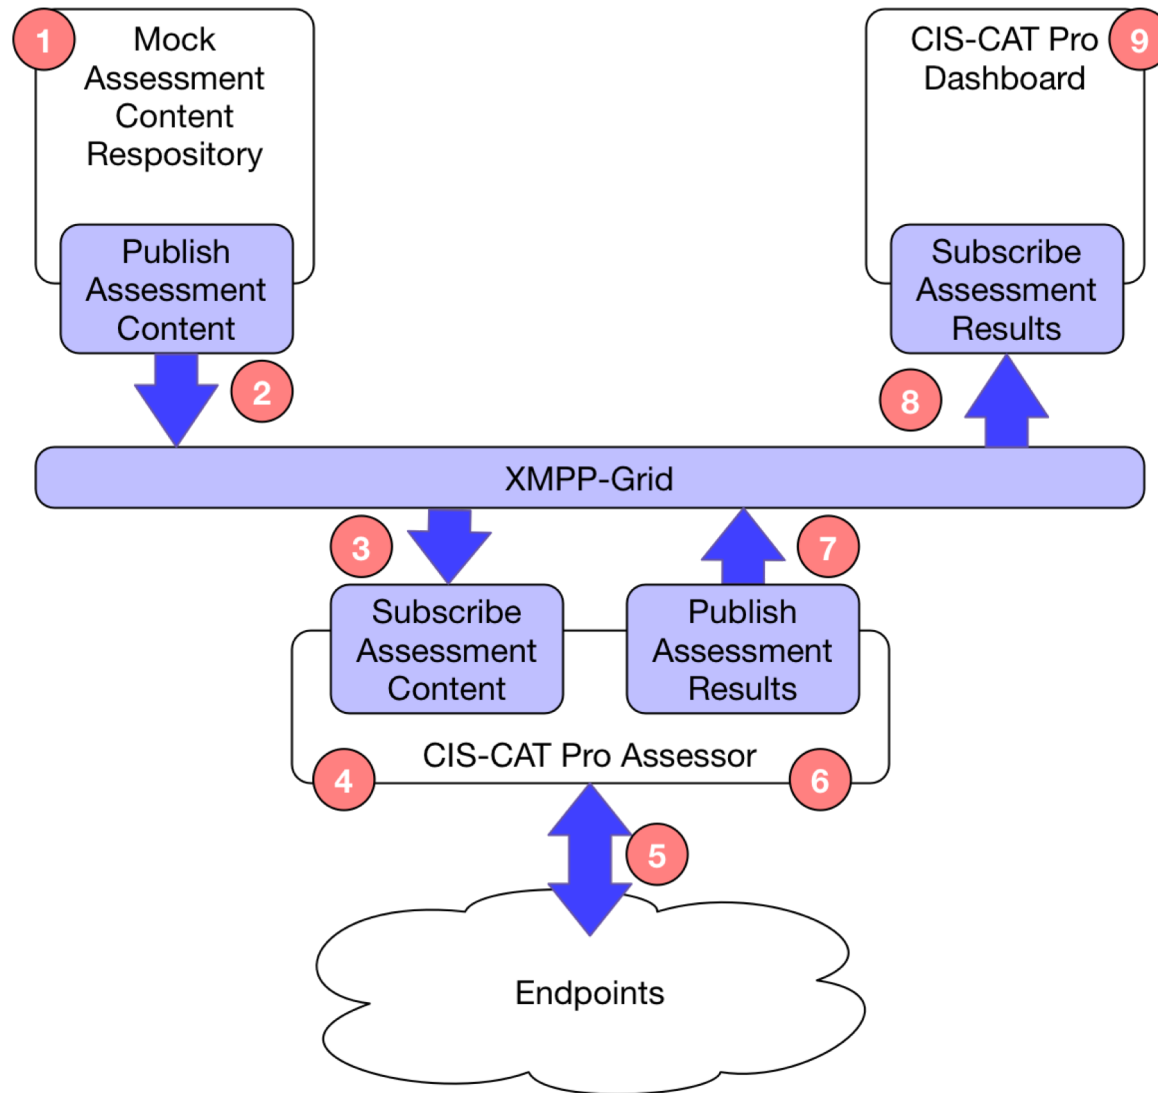 1
Mock
Assessment
Content
Respository
Publish
Assessment
Content
2
CIS-CAT Pro
Dashboard
9
Subscribe
Assessment
Results
8
XMPP-Grid
3
Subscribe
Assessment
Content
7
Publish
Assessment
Results
CIS-CAT Pro Assessor
4
6
5
Endpoints